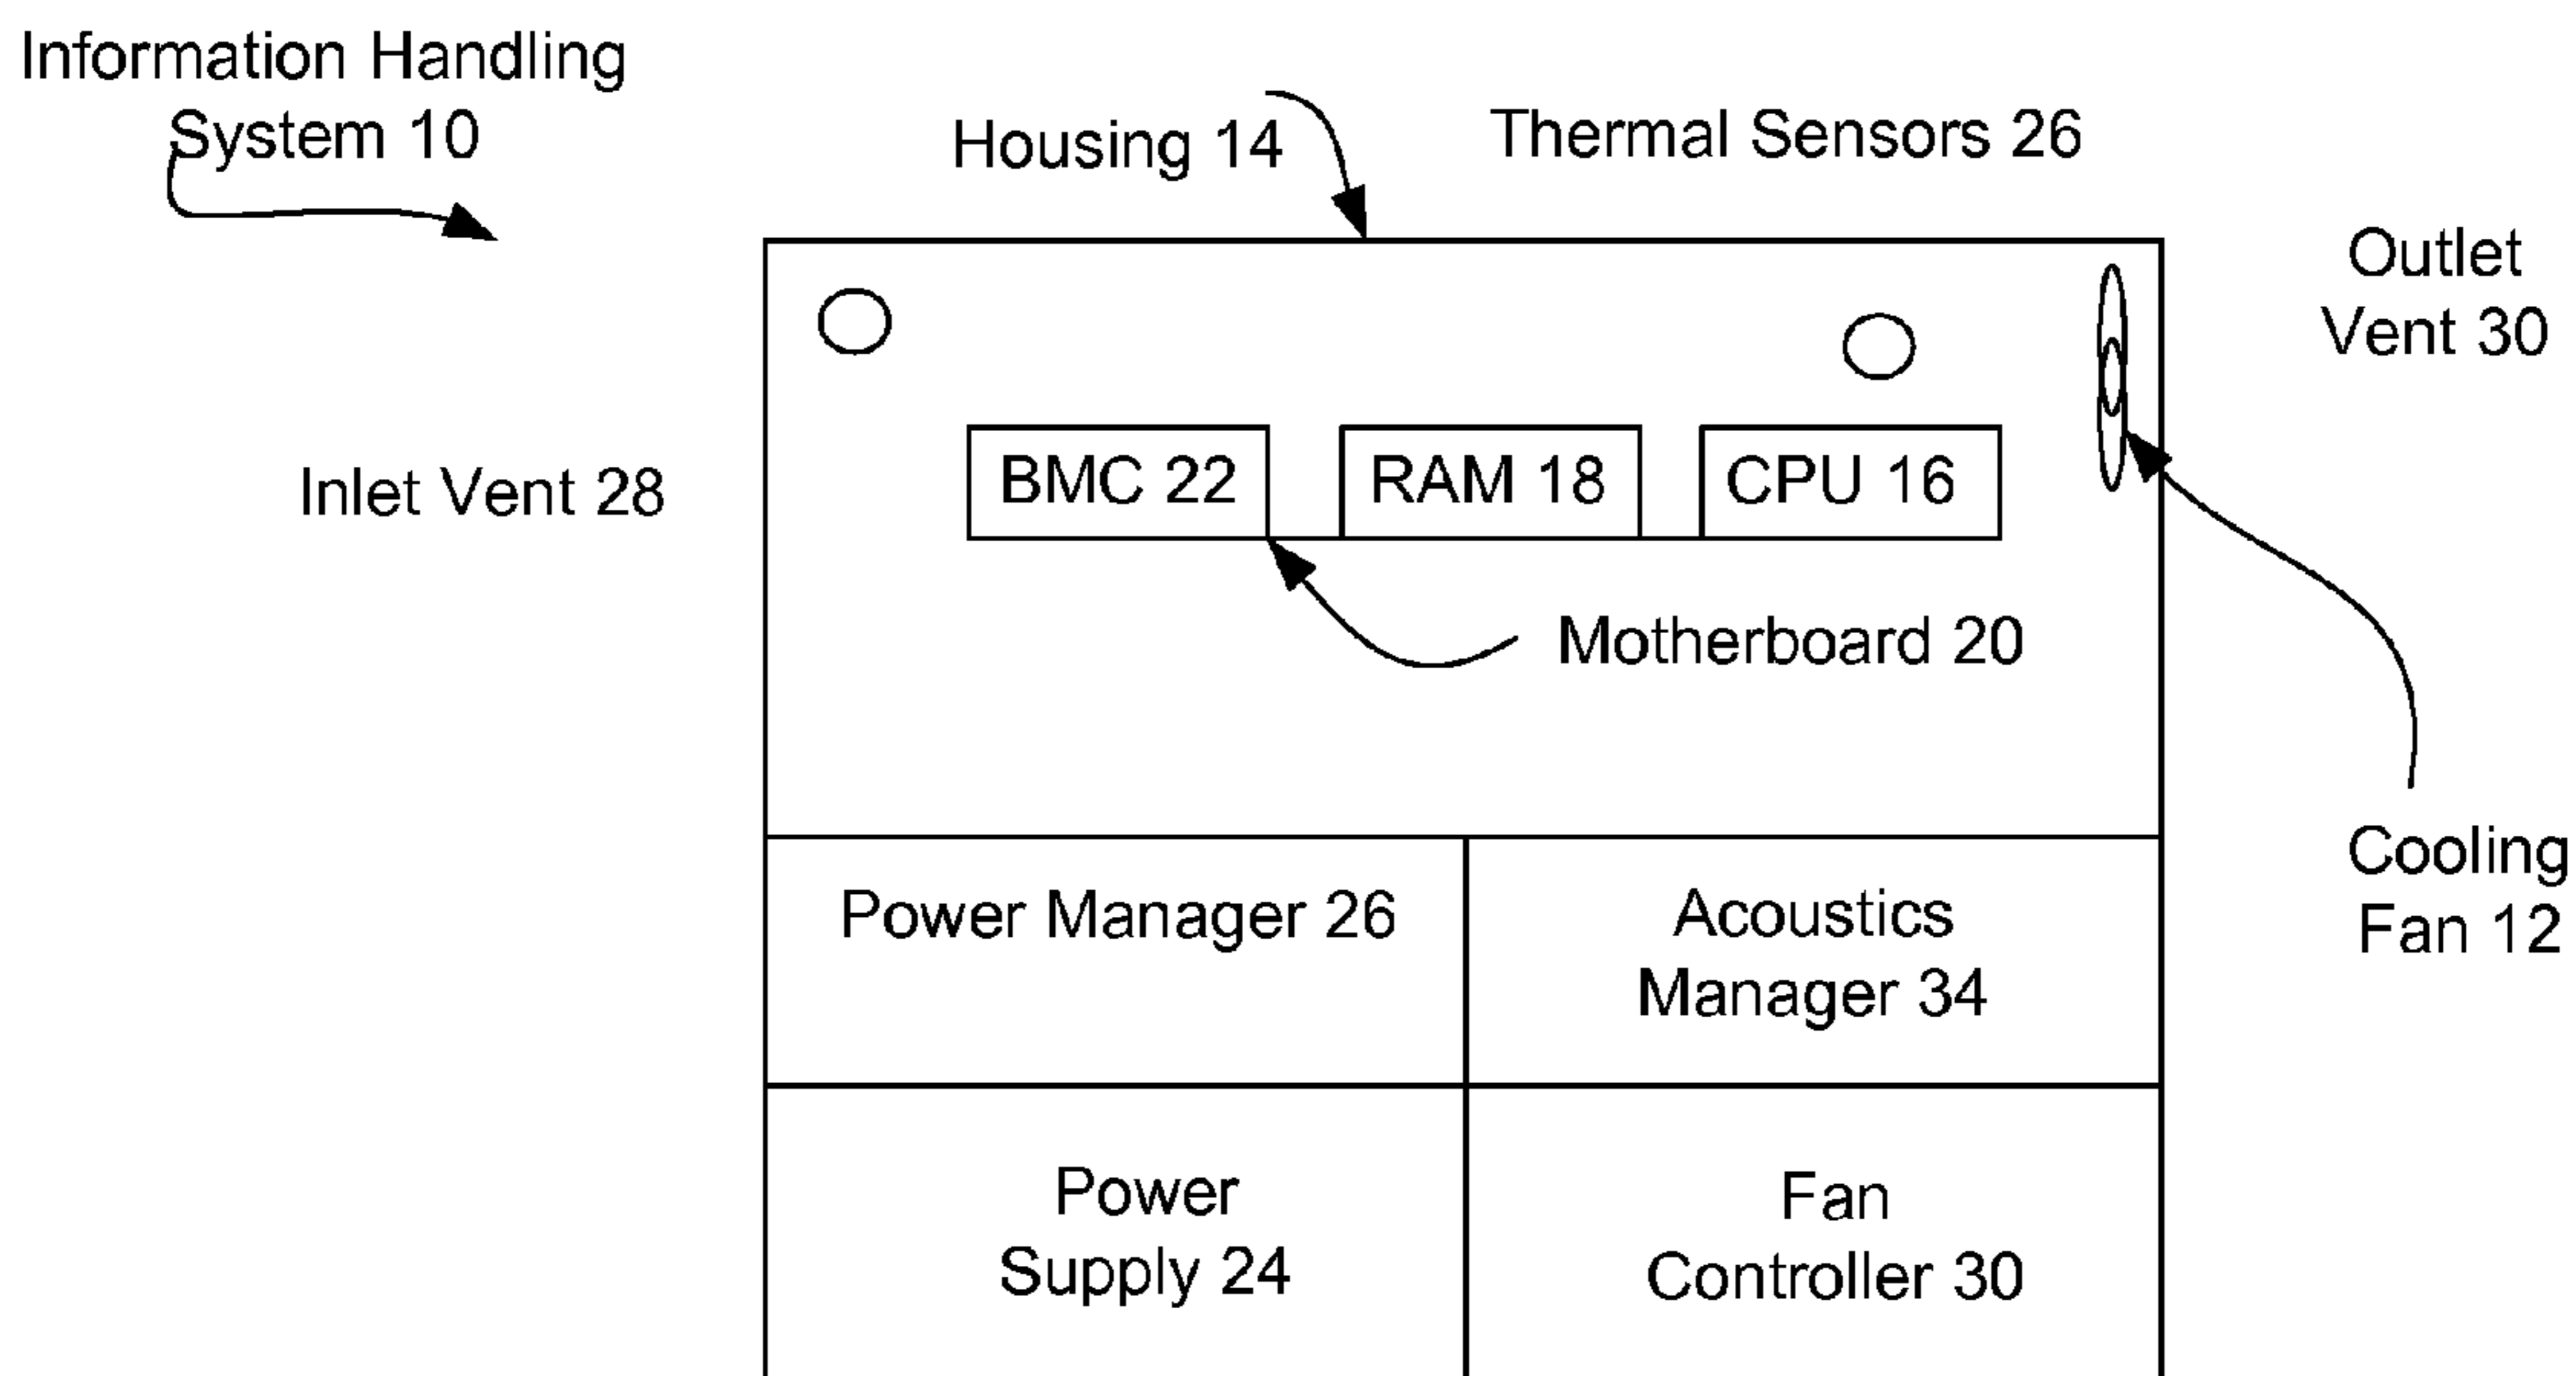 Information Handling
System 10
Housing 14
Thermal Sensors 26
Outlet
Vent 30
Inlet Vent 28
BMC 22
RAM 18
CPU 16
Motherboard 20
Cooling
Fan 12
Power Manager 26
Acoustics
Manager 34
Power
Supply 24
Fan
Controller 30